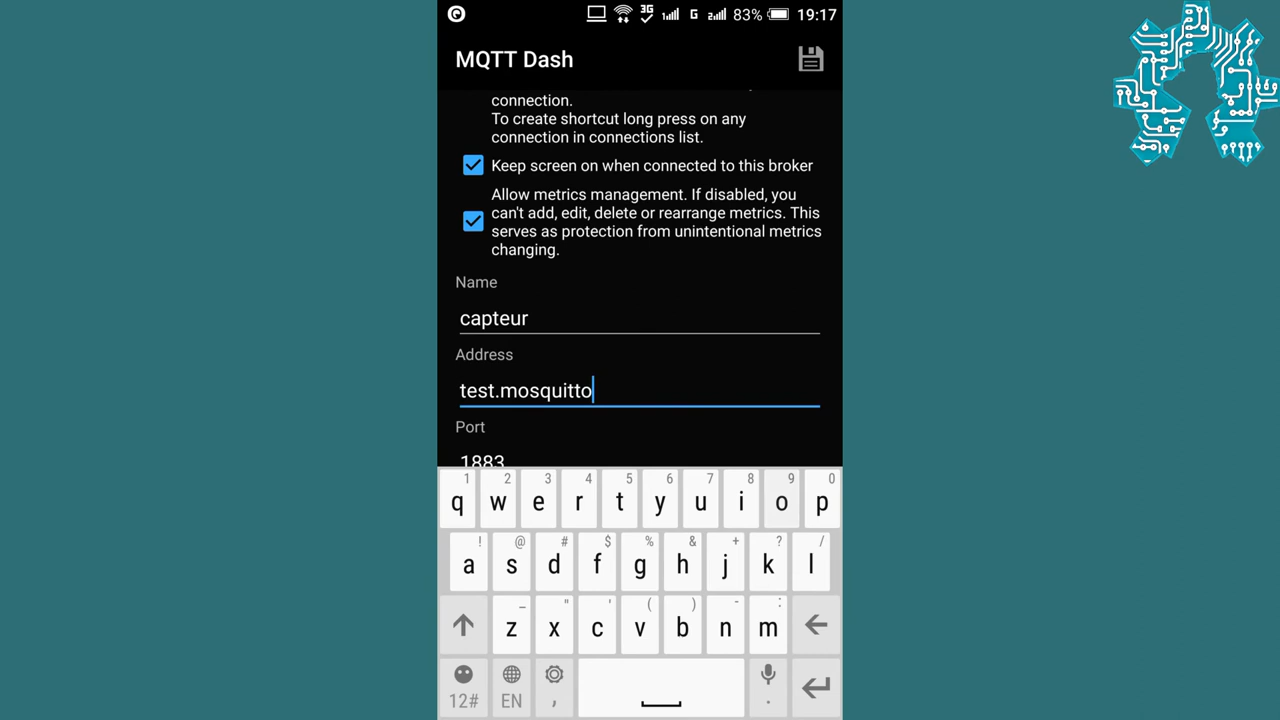 3G G 83% 19:17
MQTT Dash
connection.
To create shortcut long press on any
connection in connections list.
Keep screen on when connected to this broker
Allow metrics management. If disabled, you
can't add, edit, delete or rearrange metrics. This
serves as protection from unintentional metrics
changing.
Name
capteur
Address
test.mosquitto
Port
1883
1 2 3 4 5 6 7 8 9 0
q w e r t y u i o p
! @ # $ % & + ? /
a s d f g h j k l
_ " ' ( ) - :
z x c v b n m
12# EN , .